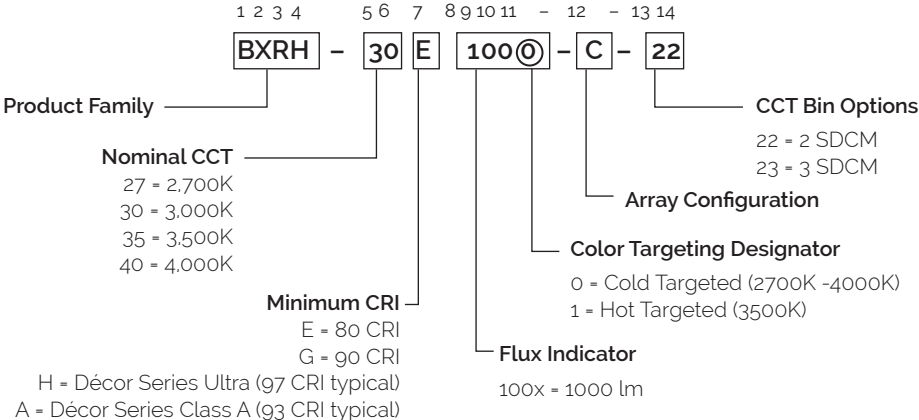 1 2 3 4 5 6 7 8 9 10 11 - 12 - 13 14
BXRH - 30 E 1000 - C - 22
Product Family
CCT Bin Options
22 = 2 SDCM
23 = 3 SDCM
Nominal CCT
27 = 2,700K
30 = 3,000K
35 = 3,500K
40 = 4,000K
Array Configuration
Color Targeting Designator
0 = Cold Targeted (2700K -4000K)
1 = Hot Targeted (3500K)
Minimum CRI
E = 80 CRI
G = 90 CRI
H = Décor Series Ultra (97 CRI typical)
A = Décor Series Class A (93 CRI typical)
Flux Indicator
100x = 1000 lm